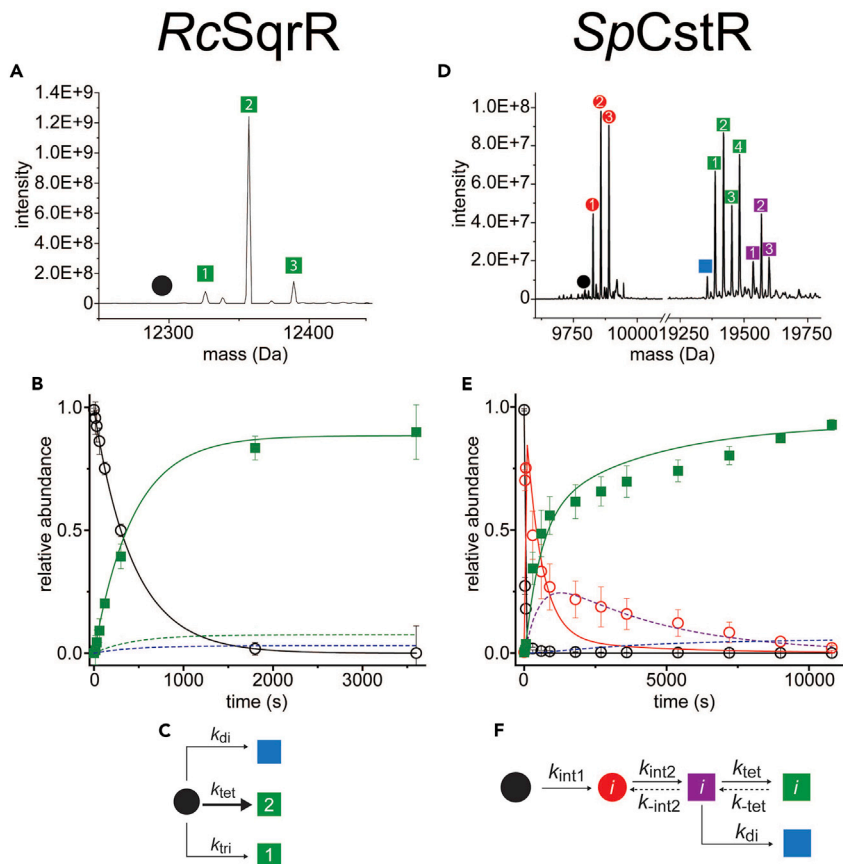 RcSqrR
SpCstR
A
1.4E+9
1.2E+9
1.0E+9
8.0E+8
6.0E+8
4.0E+8
2.0E+8
0
intensity
2
1
3
12300
12400
mass (Da)
D
1.0E+8
8.0E+7
6.0E+7
4.0E+7
2.0E+7
0
intensity
2
3
1
2
1
4
3
2
1
3
9750
10000
19250
19500
19750
mass (Da)
B
1.0
0.5
0.0
relative abundance
0
1000
2000
3000
time (s)
E
1.0
0.5
0.0
relative abundance
0
5000
10000
time (s)
C
kdi
ktet
2
ktri
1
F
kint1
i
kint2
k-int2
i
ktet
k-tet
i
kdi